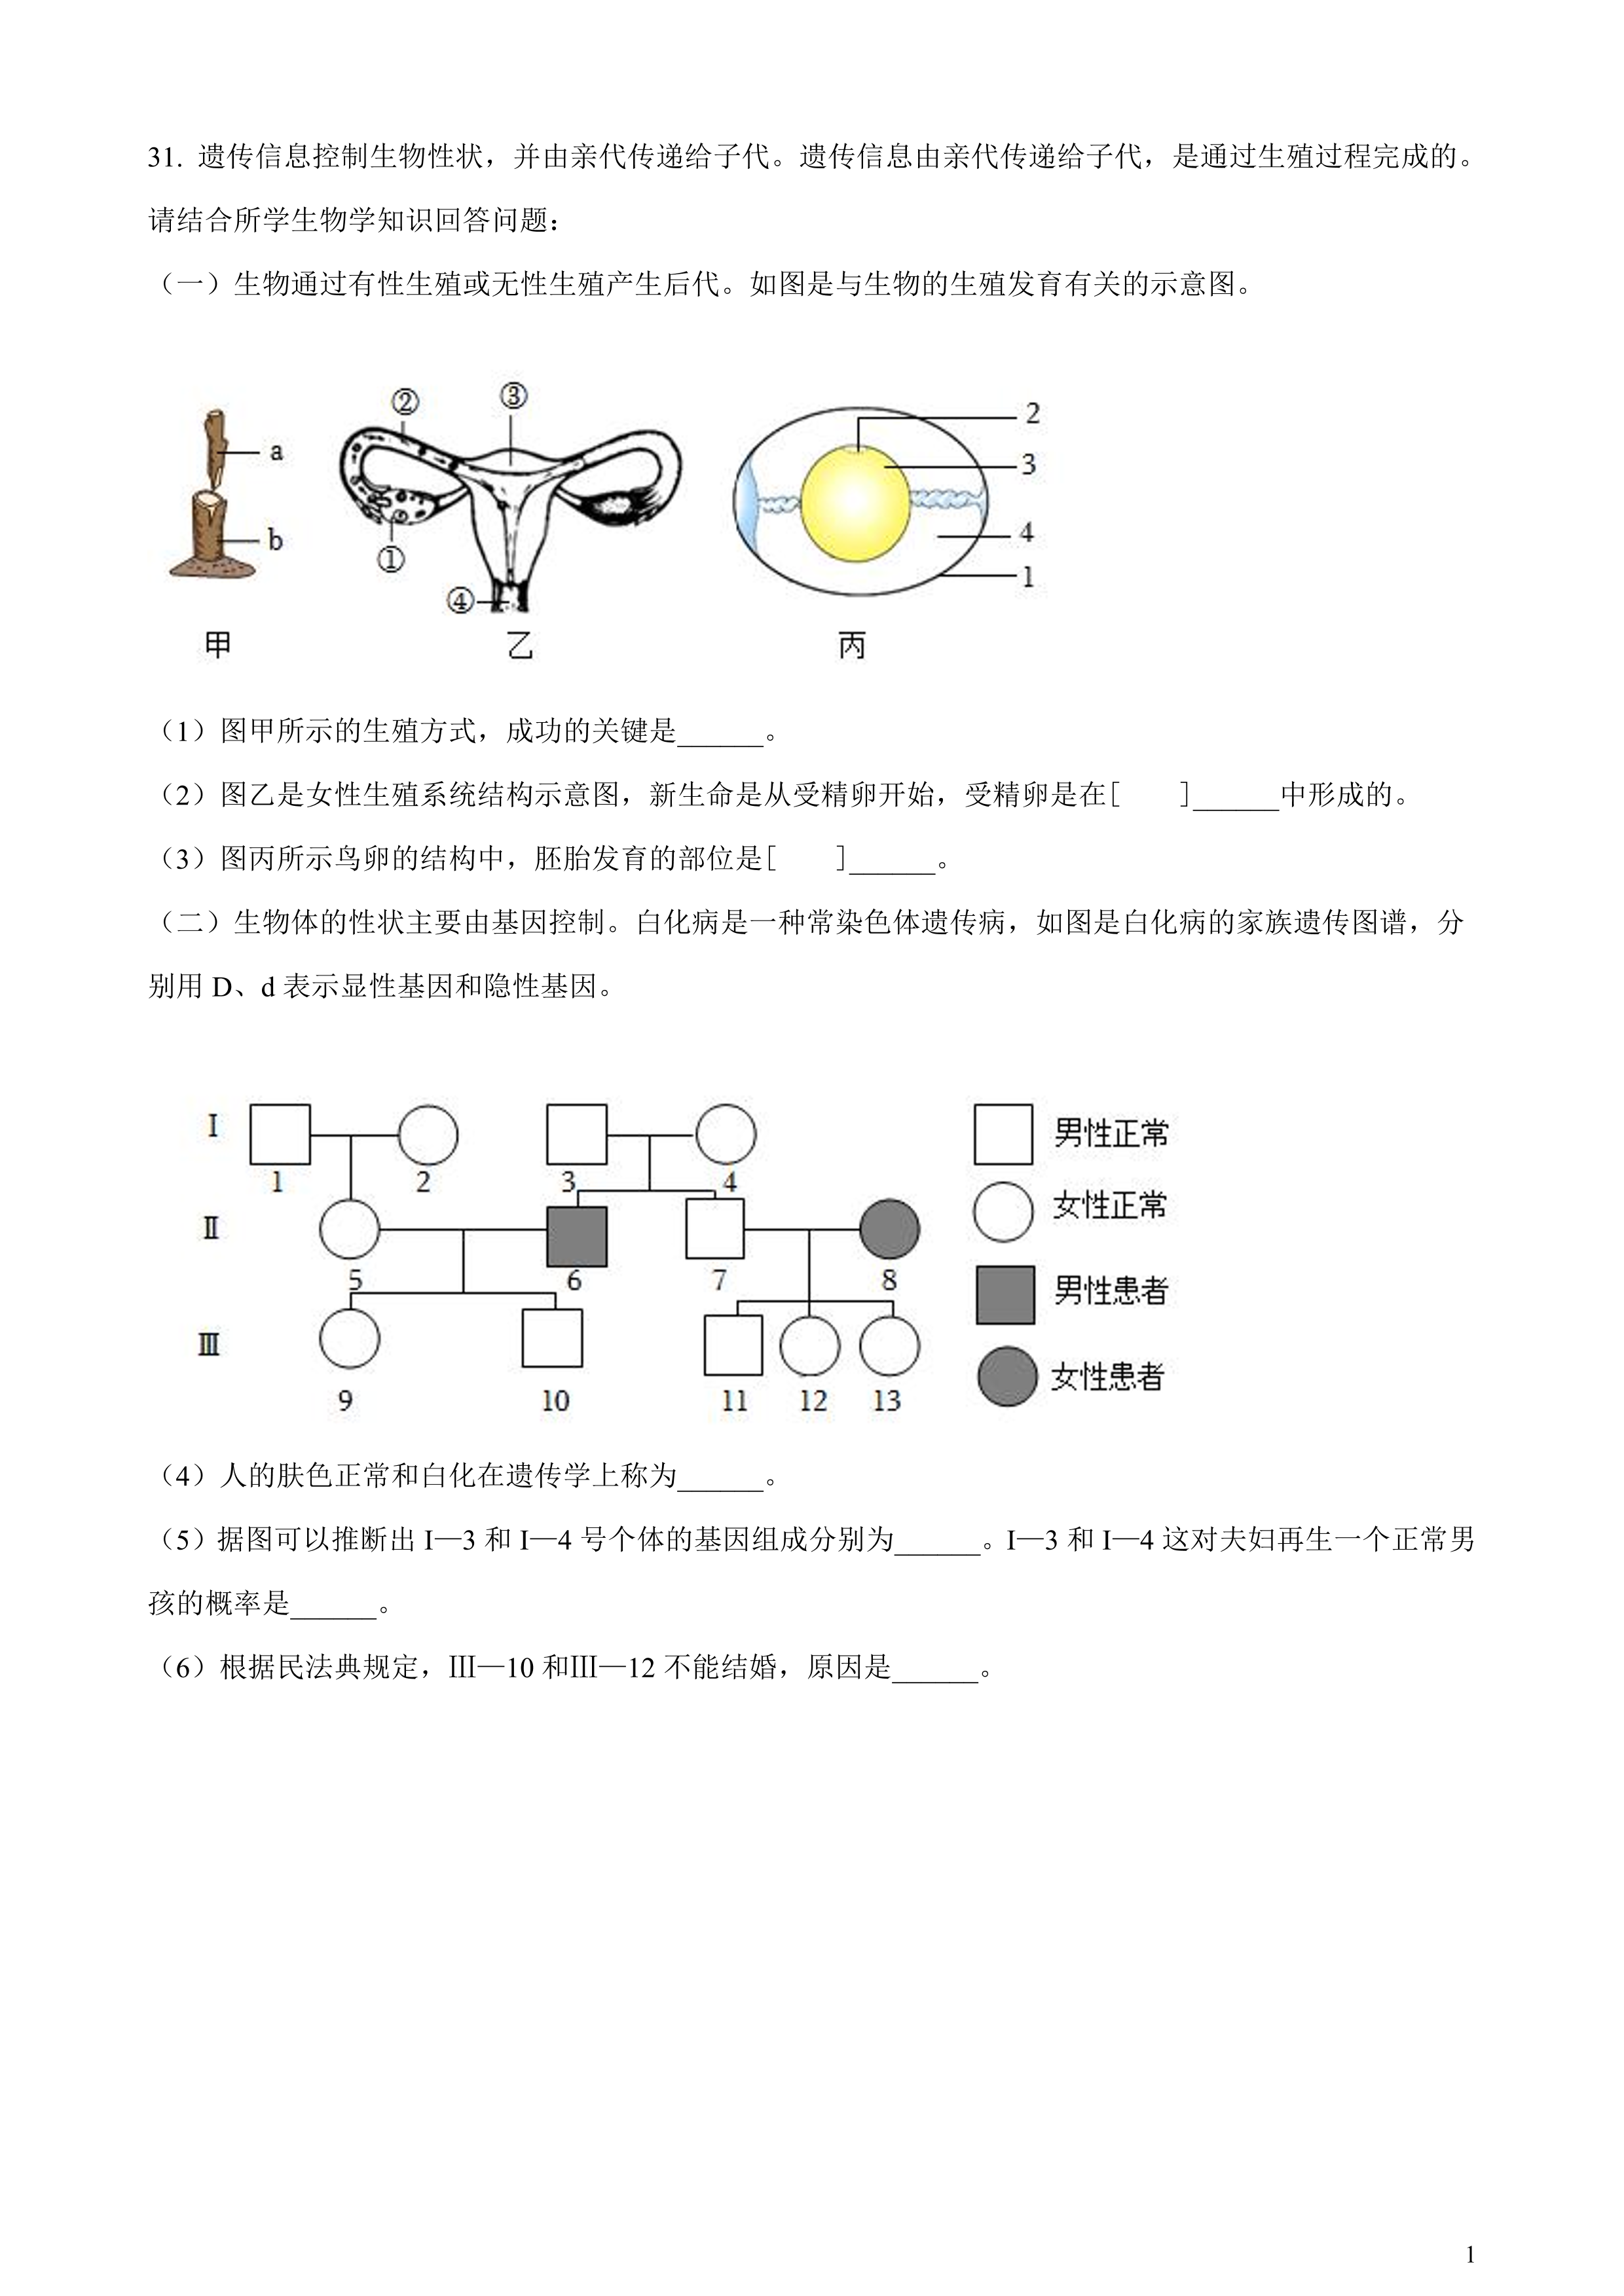 31. 遗传信息控制生物性状，并由亲代传递给子代。遗传信息由亲代传递给子代，是通过生殖过程完成的。
请结合所学生物学知识回答问题：
（一）生物通过有性生殖或无性生殖产生后代。如图是与生物的生殖发育有关的示意图。
a
b
甲
②
③
①
④
乙
2
3
4
1
丙
（1）图甲所示的生殖方式，成功的关键是______。
（2）图乙是女性生殖系统结构示意图，新生命是从受精卵开始，受精卵是在[　　]______中形成的。
（3）图丙所示鸟卵的结构中，胚胎发育的部位是[　　]______。
（二）生物体的性状主要由基因控制。白化病是一种常染色体遗传病，如图是白化病的家族遗传图谱，分
别用 D、d 表示显性基因和隐性基因。
Ⅰ
1 2 3 4
Ⅱ
5 6 7 8
Ⅲ
9 10 11 12 13
男性正常
女性正常
男性患者
女性患者
（4）人的肤色正常和白化在遗传学上称为______。
（5）据图可以推断出 I—3 和 I—4 号个体的基因组成分别为______。I—3 和 I—4 这对夫妇再生一个正常男
孩的概率是______。
（6）根据民法典规定，Ⅲ—10 和Ⅲ—12 不能结婚，原因是______。
1